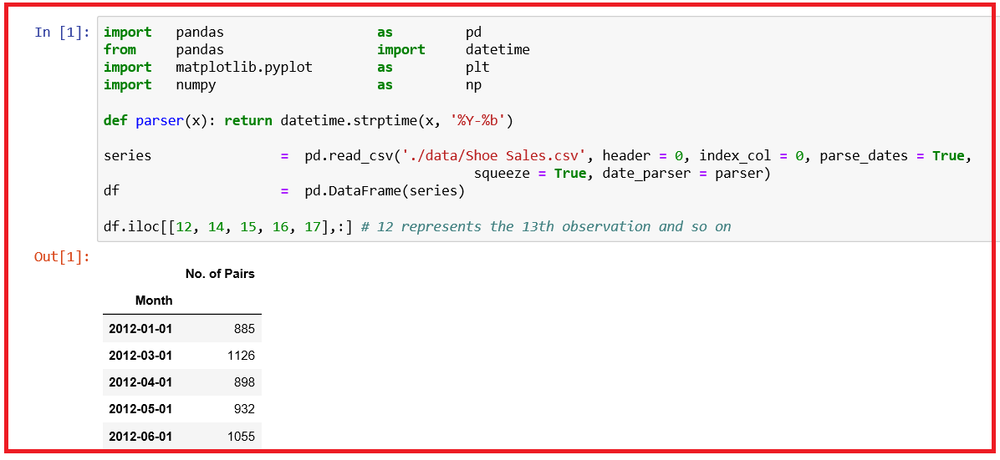 In [1]: import pandas as pd
from pandas import datetime
import matplotlib.pyplot as plt
import numpy as np
def parser(x): return datetime.strptime(x, '%Y-%b')
series = pd.read_csv('./data/Shoe Sales.csv', header = 0, index_col = 0, parse_dates = True,
squeeze = True, date_parser = parser)
df = pd.DataFrame(series)
df.iloc[[12, 14, 15, 16, 17],:] # 12 represents the 13th observation and so on
Out[1]:
No. of Pairs
Month
2012-01-01 885
2012-03-01 1126
2012-04-01 898
2012-05-01 932
2012-06-01 1055